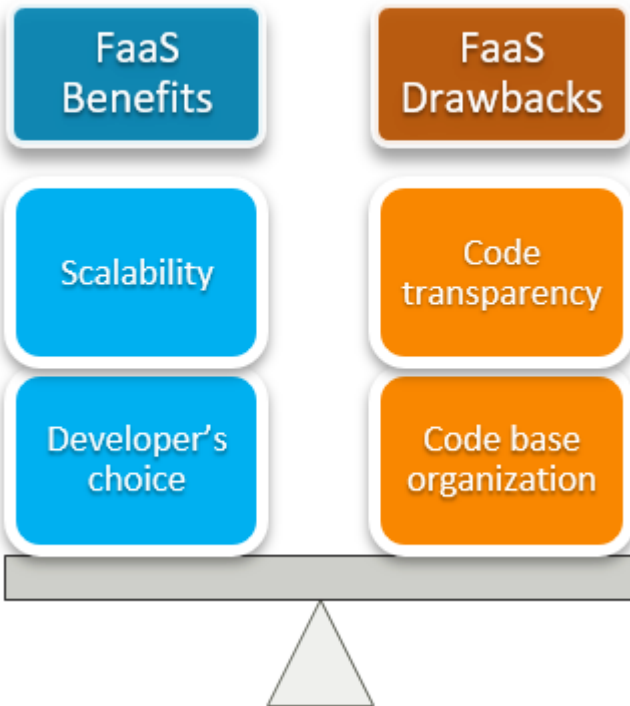 FaaS
Benefits
FaaS
Drawbacks
Scalability
Code
transparency
Developer's
choice
Code base
organization